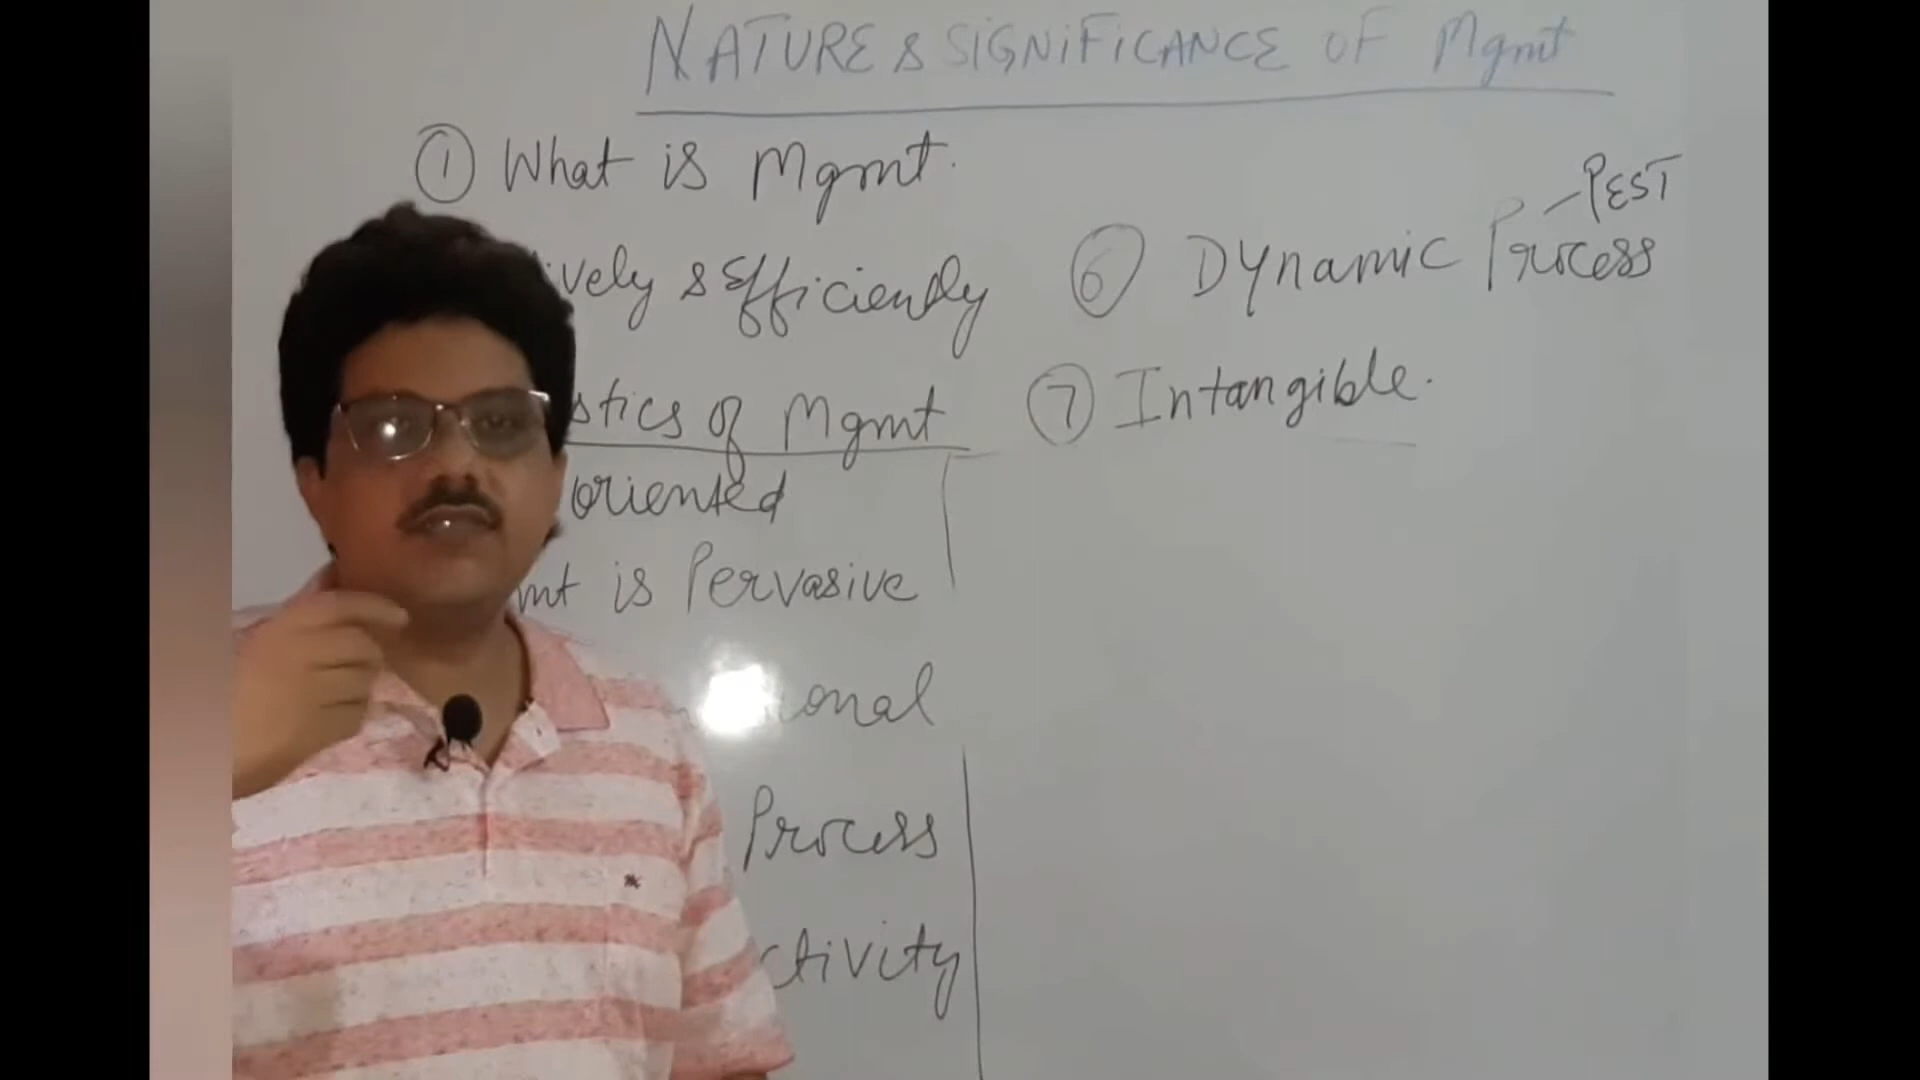 NATURE & SIGNIFICANCE OF Mgmt
① What is Mgmt.
ively & Efficiently
stics of Mgmt
oriented
mt is Pervasive
onal
Process
ctivity
PEST
⑥ Dynamic Process
⑦ Intangible.